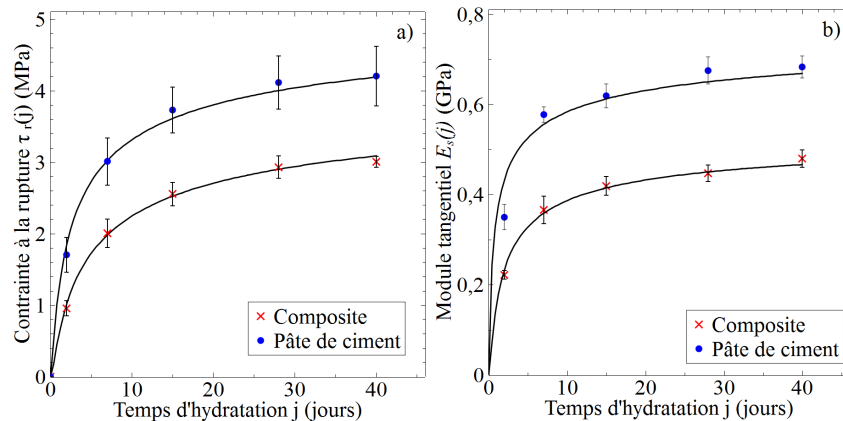 a)
Contrainte à la rupture τ r(j) (MPa)
5
4
3
2
1
0
0 10 20 30 40
Temps d'hydratation j (jours)
Composite
Pâte de ciment
b)
Module tangentiel Es(j) (GPa)
0,8
0,6
0,4
0,2
0
0 10 20 30 40
Temps d'hydratation j (jours)
Composite
Pâte de ciment